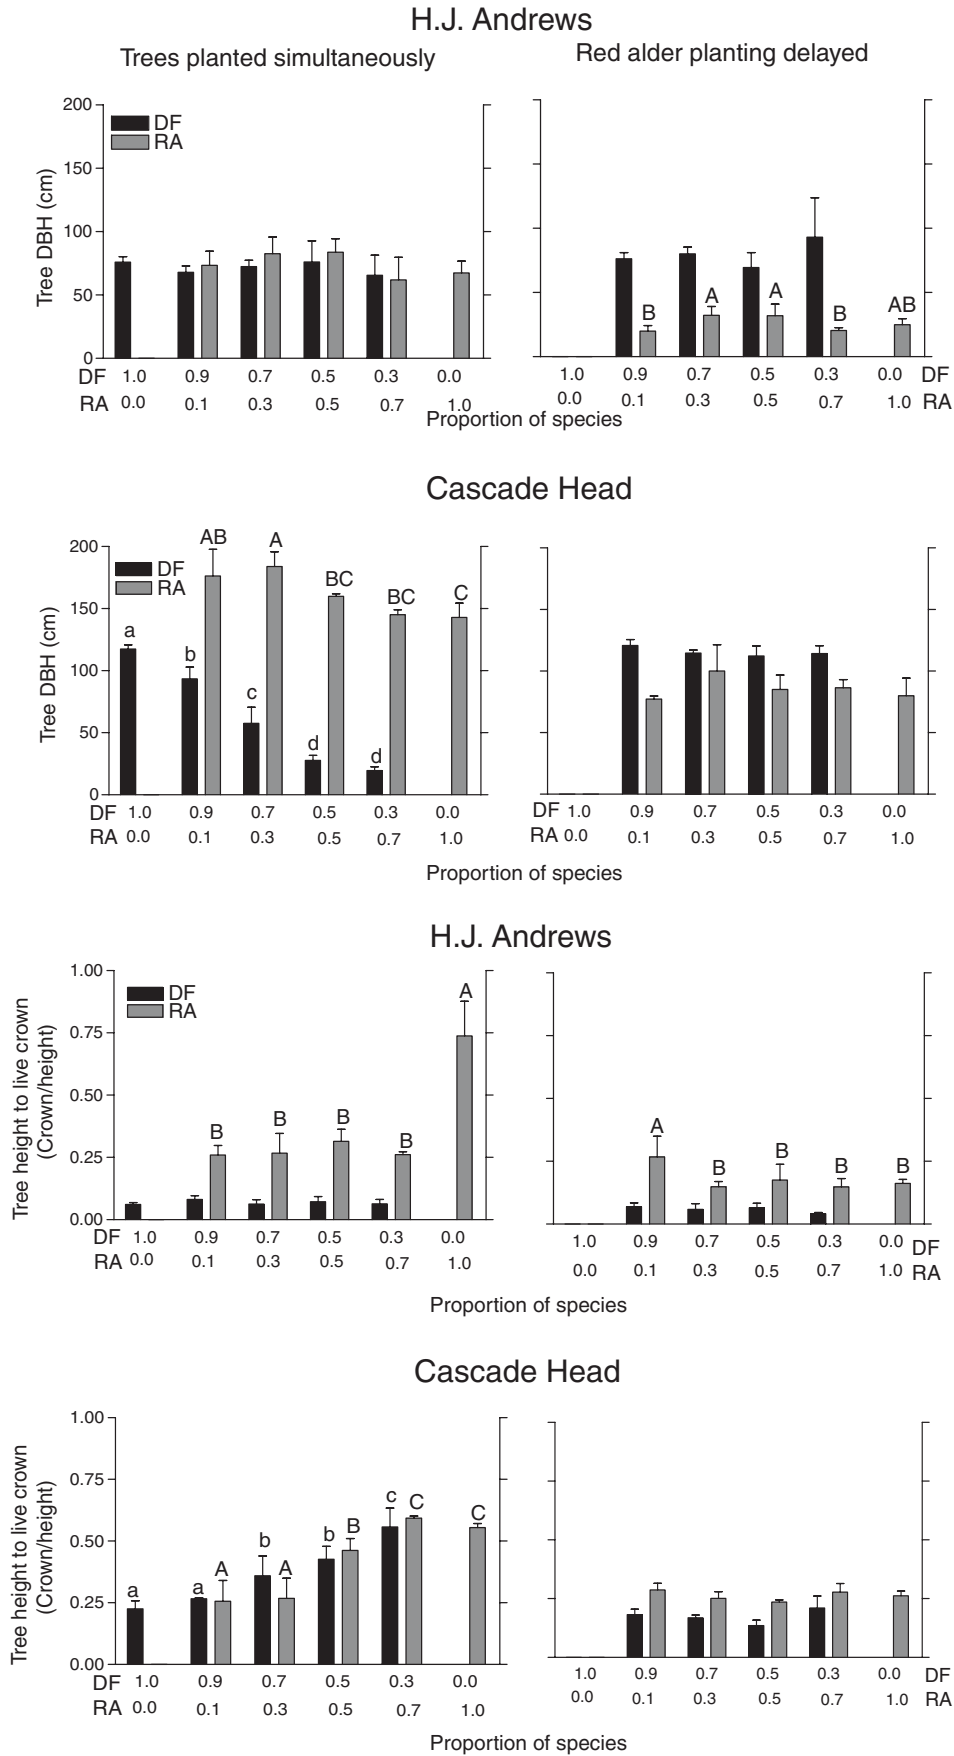 H.J. Andrews
Trees planted simultaneously
Red alder planting delayed
200
150
100
50
0
Tree DBH (cm)
DF
RA
B
A
A
B
AB
DF 1.0 0.9 0.7 0.5 0.3 0.0
RA 0.0 0.1 0.3 0.5 0.7 1.0
1.0 0.9 0.7 0.5 0.3 0.0 DF
0.0 0.1 0.3 0.5 0.7 1.0 RA
Proportion of species
Cascade Head
200
150
100
50
0
Tree DBH (cm)
DF
RA
a
b
AB
c
A
d
BC
d
BC
C
DF 1.0 0.9 0.7 0.5 0.3 0.0
RA 0.0 0.1 0.3 0.5 0.7 1.0
DF 1.0 0.9 0.7 0.5 0.3 0.0
RA 0.0 0.1 0.3 0.5 0.7 1.0
Proportion of species
H.J. Andrews
1.00
0.75
0.50
0.25
0.00
Tree height to live crown
(Crown/height)
DF
RA
B
B
B
B
A
A
B
B
B
B
DF 1.0 0.9 0.7 0.5 0.3 0.0
RA 0.0 0.1 0.3 0.5 0.7 1.0
1.0 0.9 0.7 0.5 0.3 0.0 DF
0.0 0.1 0.3 0.5 0.7 1.0 RA
Proportion of species
Cascade Head
1.00
0.75
0.50
0.25
0.00
Tree height to live crown
(Crown/height)
a
a
A
b
A
b
B
c
C
C
DF 1.0 0.9 0.7 0.5 0.3 0.0
RA 0.0 0.1 0.3 0.5 0.7 1.0
1.0 0.9 0.7 0.5 0.3 0.0 DF
0.0 0.1 0.3 0.5 0.7 1.0 RA
Proportion of species